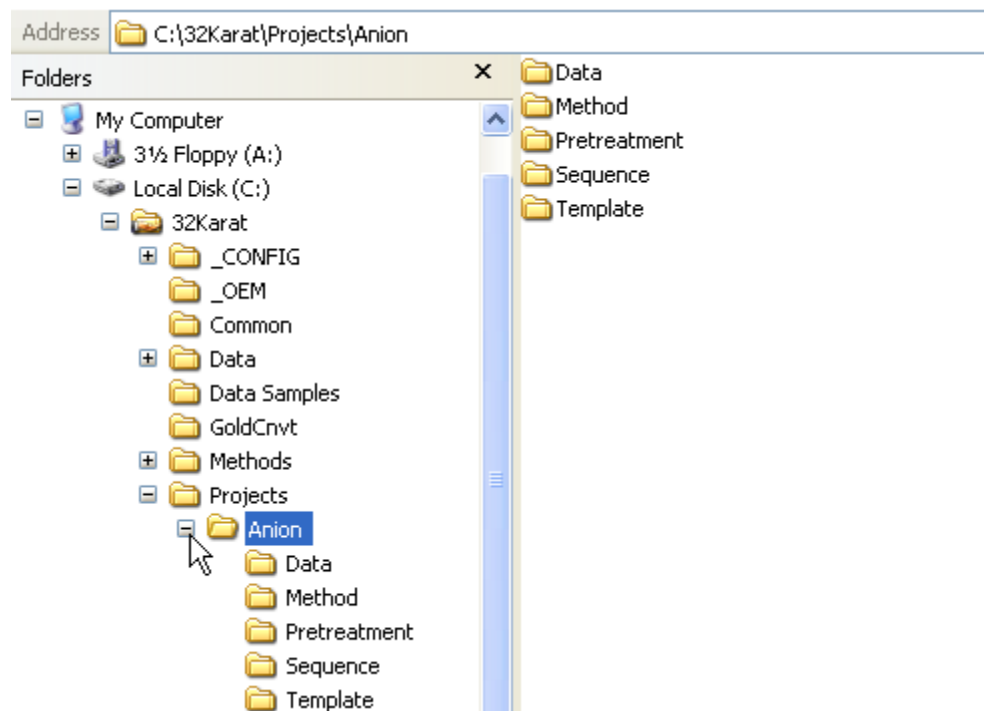 Address C:\32Karat\Projects\Anion
Folders
My Computer
3½ Floppy (A:)
Local Disk (C:)
32Karat
_CONFIG
_OEM
Common
Data
Data Samples
GoldCnvt
Methods
Projects
Anion
Data
Method
Pretreatment
Sequence
Template
Data
Method
Pretreatment
Sequence
Template